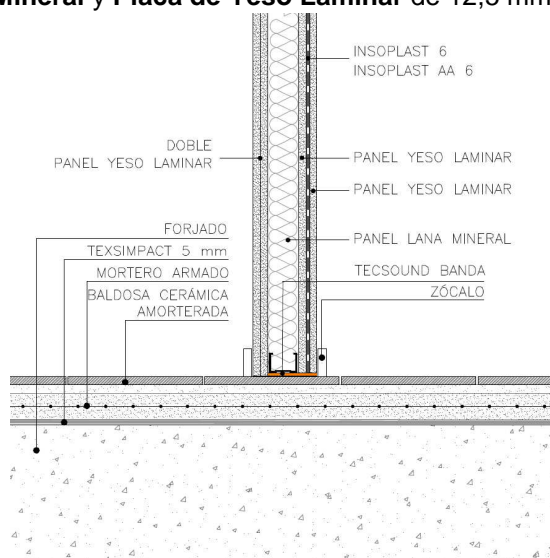 Mineral y Placa de Yeso Laminar de 12,5 mm
INSOPLAST 6
INSOPLAST AA 6
DOBLE
PANEL YESO LAMINAR
PANEL YESO LAMINAR
PANEL YESO LAMINAR
FORJADO
PANEL LANA MINERAL
TEXSIMPACT 5 mm
TECSOUND BANDA
MORTERO ARMADO
ZÓCALO
BALDOSA CERÁMICA
AMORTERADA